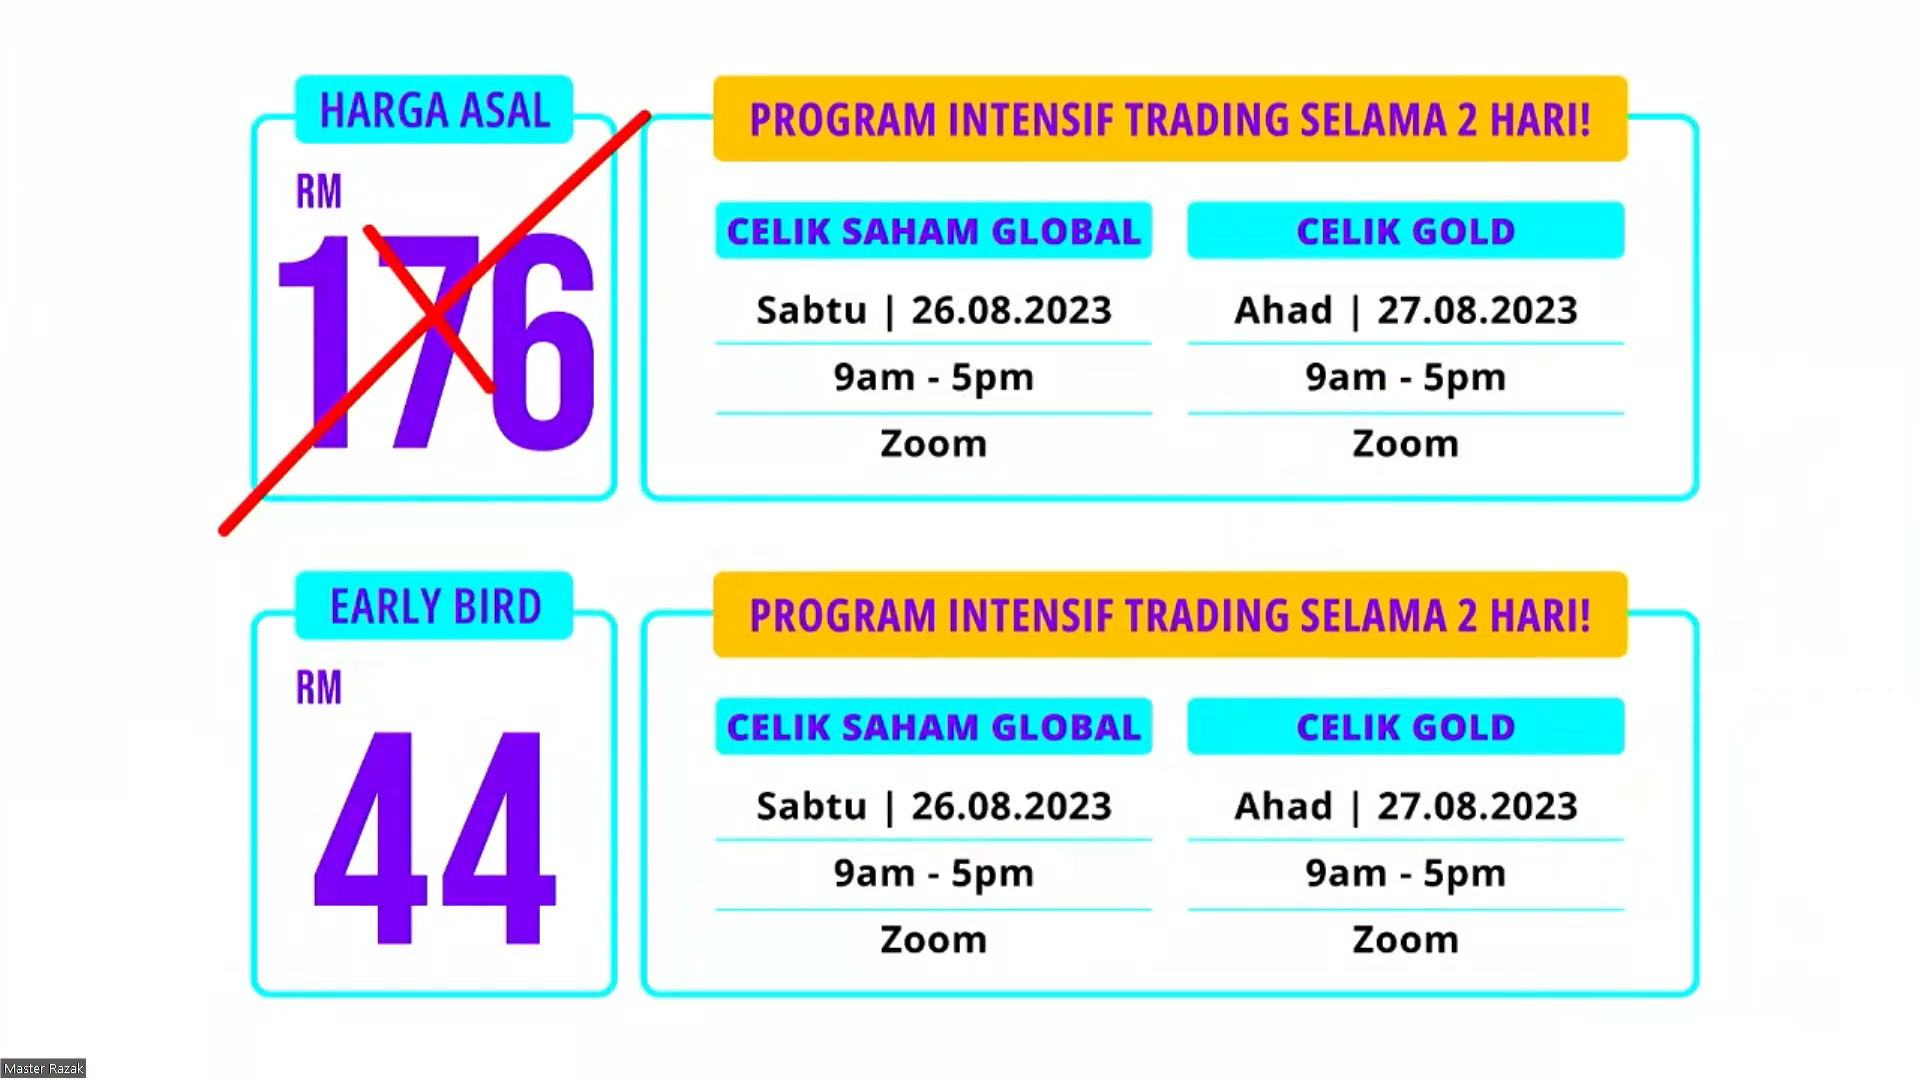 HARGA ASAL
RM
176
PROGRAM INTENSIF TRADING SELAMA 2 HARI!
CELIK SAHAM GLOBAL
Sabtu | 26.08.2023
9am - 5pm
Zoom
CELIK GOLD
Ahad | 27.08.2023
9am - 5pm
Zoom
EARLY BIRD
RM
44
PROGRAM INTENSIF TRADING SELAMA 2 HARI!
CELIK SAHAM GLOBAL
Sabtu | 26.08.2023
9am - 5pm
Zoom
CELIK GOLD
Ahad | 27.08.2023
9am - 5pm
Zoom
Master Razak